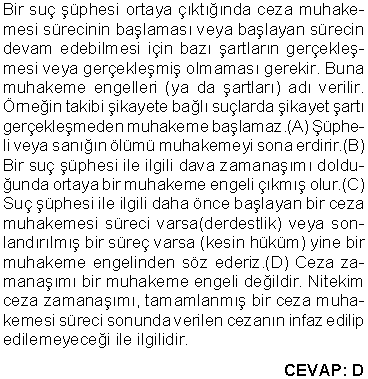 Bir suç şüphesi ortaya çıktığında ceza muhake-
mesi sürecinin başlaması veya başlayan sürecin
devam edebilmesi için bazı şartların gerçekleş-
mesi veya gerçekleşmiş olmaması gerekir. Buna
muhakeme engelleri (ya da şartları) adı verilir.
Örneğin takibi şikayete bağlı suçlarda şikayet şartı
gerçekleşmeden muhakeme başlamaz.(A) Şüphe-
li veya sanığın ölümü muhakemeyi sona erdirir.(B)
Bir suç şüphesi ile ilgili dava zamanaşımı doldu-
ğunda ortaya bir muhakeme engeli çıkmış olur.(C)
Suç şüphesi ile ilgili daha önce başlayan bir ceza
muhakemesi süreci varsa(derdestlik) veya son-
landırılmış bir süreç varsa (kesin hüküm) yine bir
muhakeme engelinden söz ederiz.(D) Ceza za-
manaşımı bir muhakeme engeli değildir. Nitekim
ceza zamanaşımı, tamamlanmış bir ceza muha-
kemesi süreci sonunda verilen cezanın infaz edilip
edilemeyeceği ile ilgilidir.
CEVAP: D